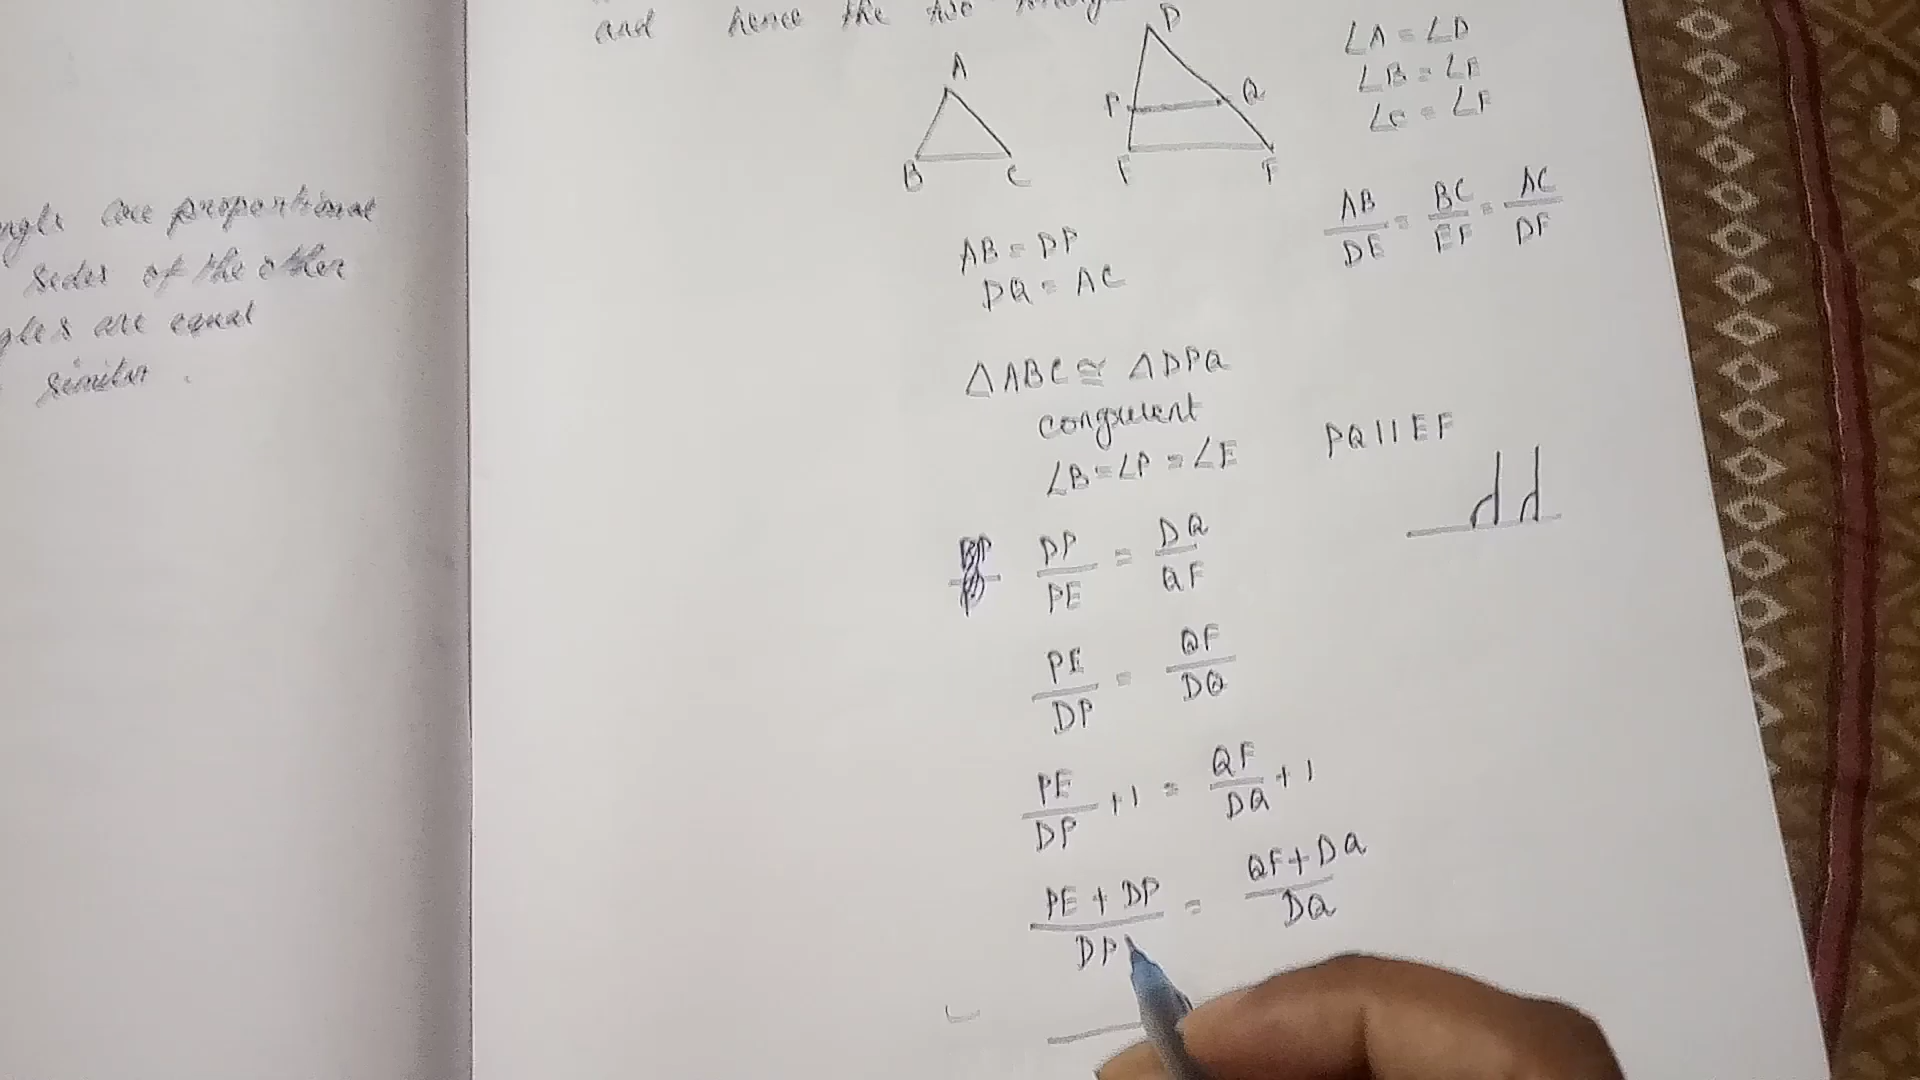 and hence the two
A
B
C
D
P
Q
E
F
∠A = ∠D
∠B = ∠E
∠C = ∠F
AB/DE = BC/EF = AC/DF
are proportional
sides of the other
are equal
similar .
AB = DP
DQ = AC
△ABC ≅ △DPQ
congruent
∠B = ∠P = ∠E
PQ || EF
DP/PE = DQ/QF
PE/DP = QF/DQ
PE/DP + 1 = QF/DQ + 1
PE + DP/DP = QF + DQ/DQ